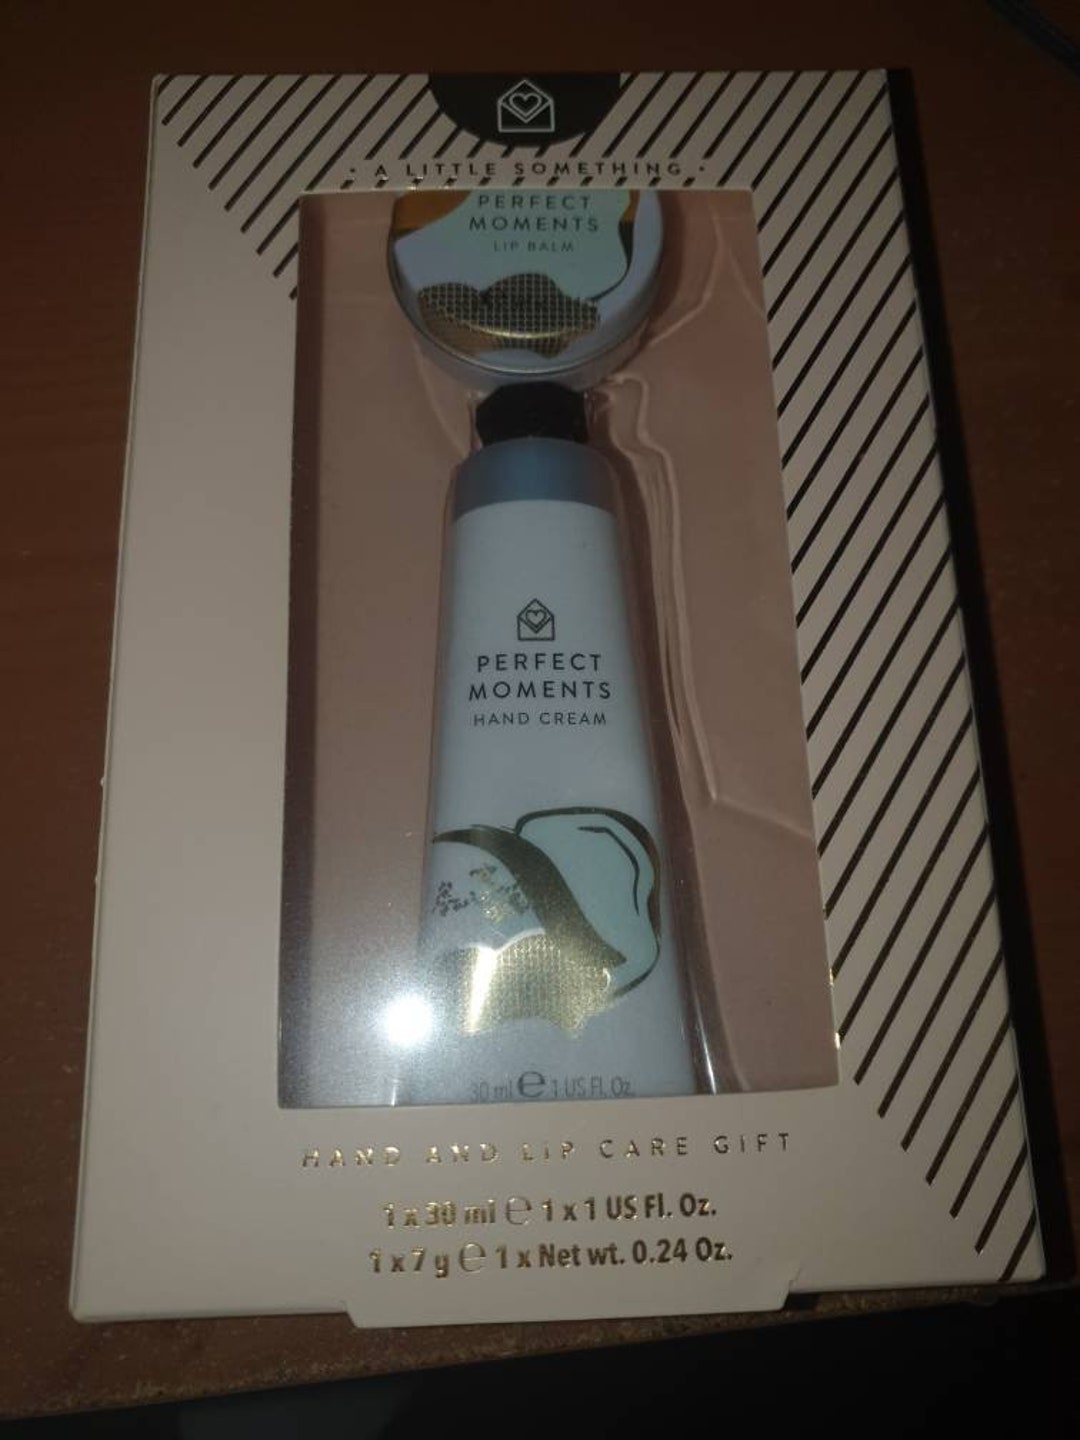 · A LITTLE SOMETHING ·
PERFECT
MOMENTS
LIP BALM
PERFECT
MOMENTS
HAND CREAM
30 ml ℮ 1 US Fl. Oz.
HAND AND LIP CARE GIFT
1 x 30 ml ℮ 1 x 1 US Fl. Oz.
1 x 7 g ℮ 1 x Net wt. 0.24 Oz.